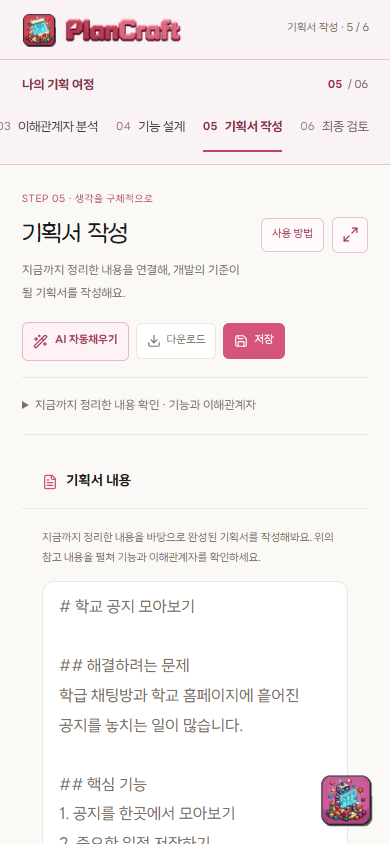 PlanCraft
기획서 작성 · 5 / 6
나의 기획 여정
05 / 06
03 이해관계자 분석 04 기능 설계 05 기획서 작성 06 최종 검토
STEP 05 · 생각을 구체적으로
기획서 작성
사용 방법
지금까지 정리한 내용을 연결해, 개발의 기준이
될 기획서를 작성해요.
AI 자동채우기 다운로드 저장
▶ 지금까지 정리한 내용 확인 · 기능과 이해관계자
기획서 내용
지금까지 정리한 내용을 바탕으로 완성된 기획서를 작성해봐요. 위의
참고 내용을 펼쳐 기능과 이해관계자를 확인하세요.
# 학교 공지 모아보기
## 해결하려는 문제
학급 채팅방과 학교 홈페이지에 흩어진
공지를 놓치는 일이 많습니다.
## 핵심 기능
1. 공지를 한곳에서 모아보기
2. 중요한 일정 저장하기